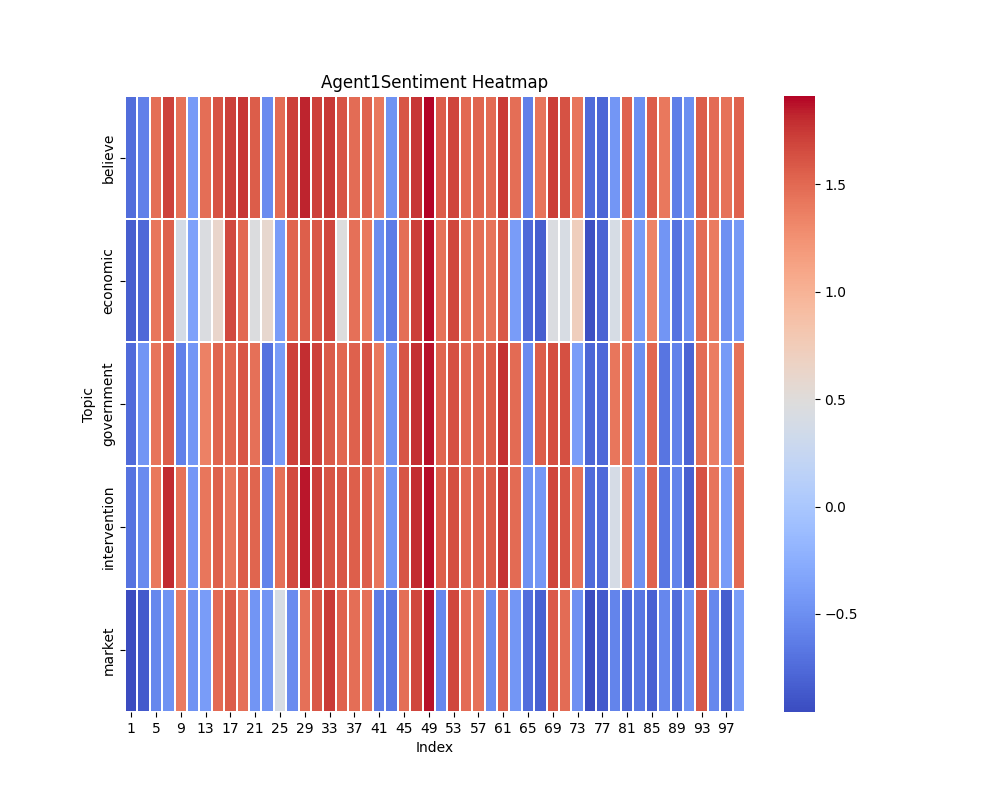 Agent1Sentiment Heatmap
Topic
believe
economic
government
intervention
market
1 5 9 13 17 21 25 29 33 37 41 45 49 53 57 61 65 69 73 77 81 85 89 93 97
Index
1.5
1.0
0.5
0.0
−0.5